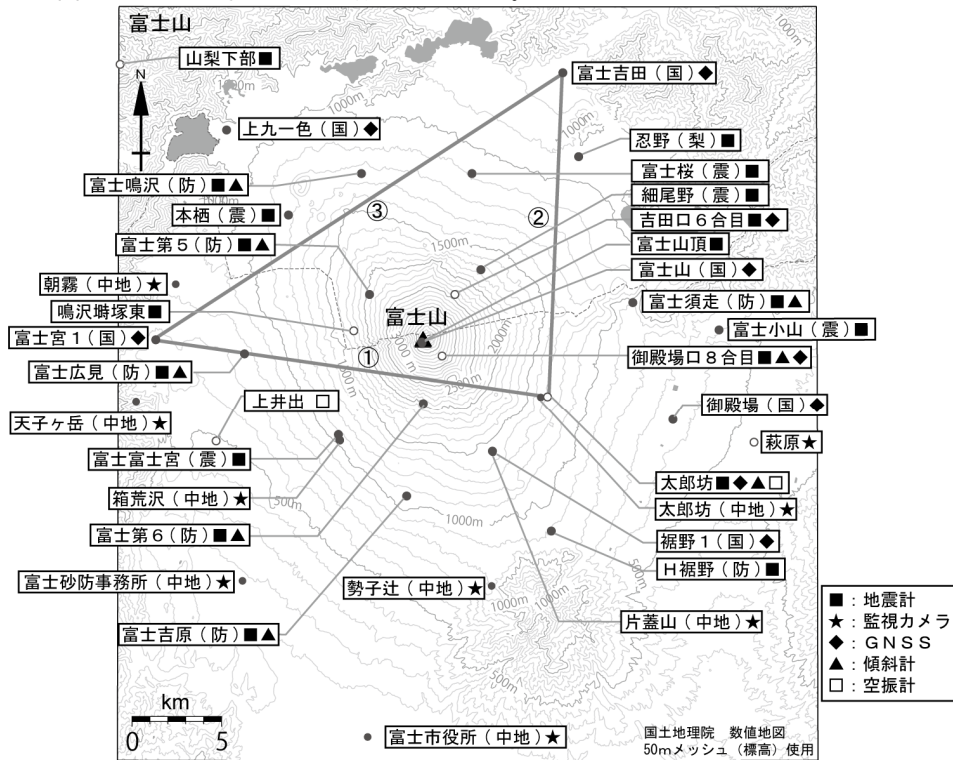 富士山
山梨下部■
N
1000m
1000m
1000m
富士吉田（国）◆
上九一色（国）◆
1000m
忍野（梨）■
富士鳴沢（防）■▲
富士桜（震）■
細尾野（震）■
本栖（震）■
③
②
吉田口６合目■◆
富士第５（防）■▲
1500m
富士山頂■
富士山（国）◆
朝霧（中地）★
富士須走（防）■▲
鳴沢塒塚東■
富士山
2000m
富士小山（震）■
富士宮１（国）◆
富士広見（防）■▲
①
3000m
御殿場口８合目■▲◆
2500m
天子ヶ岳（中地）★
上井出 □
御殿場（国）◆
富士富士宮（震）■
萩原★
箱荒沢（中地）★
500m
太郎坊■◆▲□
太郎坊（中地）★
富士第６（防）■▲
1000m
裾野１（国）◆
Ｈ裾野（防）■
富士砂防事務所（中地）★
勢子辻（中地）★
1000m
1000m
500m
富士吉原（防）■▲
片蓋山（中地）★
500m
■：地震計
★：監視カメラ
◆：ＧＮＳＳ
▲：傾斜計
□：空振計
km
0 5
富士市役所（中地）★
国土地理院 数値地図
50mメッシュ（標高）使用